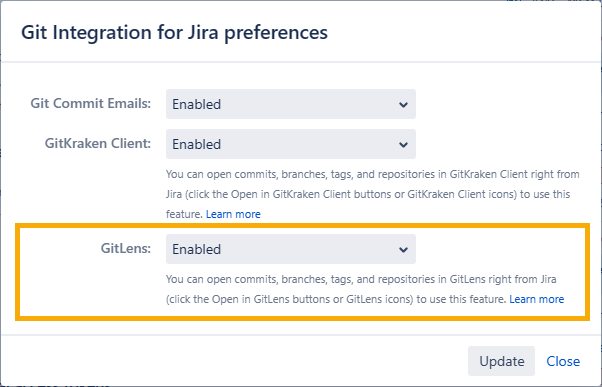 Git Integration for Jira preferences
Git Commit Emails: Enabled
GitKraken Client: Enabled
You can open commits, branches, tags, and repositories in GitKraken Client right from
Jira (click the Open in GitKraken Client buttons or GitKraken Client icons) to use this
feature. Learn more
GitLens: Enabled
You can open commits, branches, tags, and repositories in GitLens right from Jira
(click the Open in GitLens buttons or GitLens icons) to use this feature. Learn more
Update Close